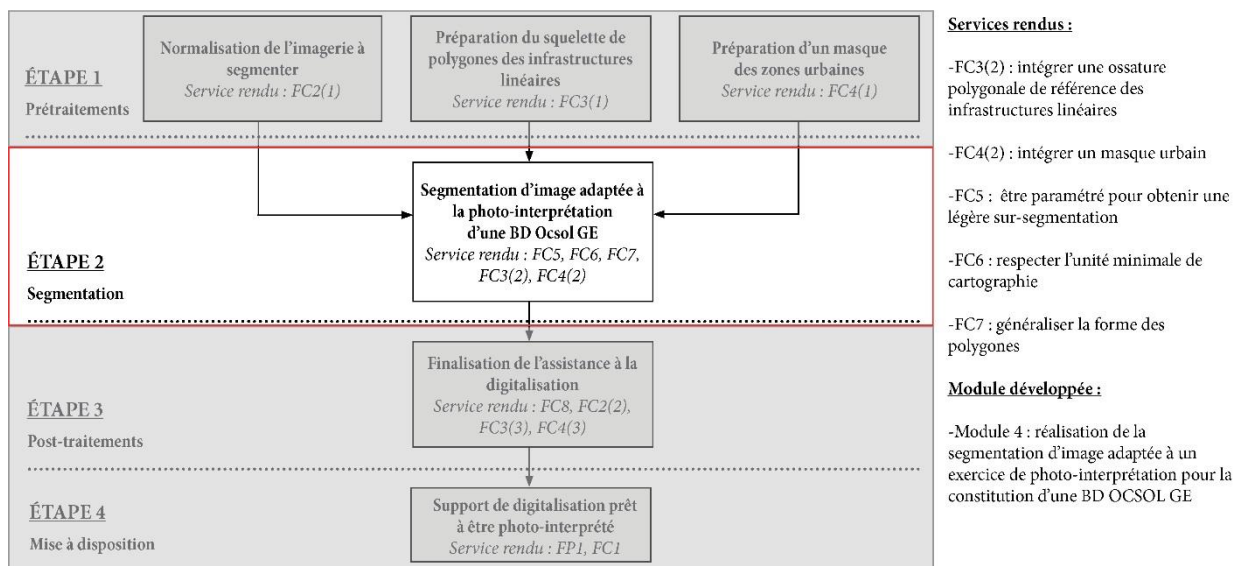 ÉTAPE 1
Prétraitements
Normalisation de l'imagerie à
segmenter
Service rendu : FC2(1)
Préparation du squelette de
polygones des infrastructures
linéaires
Service rendu : FC3(1)
Préparation d'un masque
des zones urbaines
Service rendu : FC4(1)
ÉTAPE 2
Segmentation
Segmentation d'image adaptée à
la photo-interprétation
d'une BD Ocsol GE
Service rendu : FC5, FC6, FC7,
FC3(2), FC4(2)
ÉTAPE 3
Post-traitements
Finalisation de l'assistance à la
digitalisation
Service rendu : FC8, FC2(2),
FC3(3), FC4(3)
ÉTAPE 4
Mise à disposition
Support de digitalisation prêt
à être photo-interprété
Service rendu : FP1, FC1
Services rendus :
-FC3(2) : intégrer une ossature
polygonale de référence des
infrastructures linéaires
-FC4(2) : intégrer un masque urbain
-FC5 : être paramétré pour obtenir une
légère sur-segmentation
-FC6 : respecter l'unité minimale de
cartographie
-FC7 : généraliser la forme des
polygones
Module développée :
-Module 4 : réalisation de la
segmentation d'image adaptée à un
exercice de photo-interprétation pour la
constitution d'une BD OCSOL GE